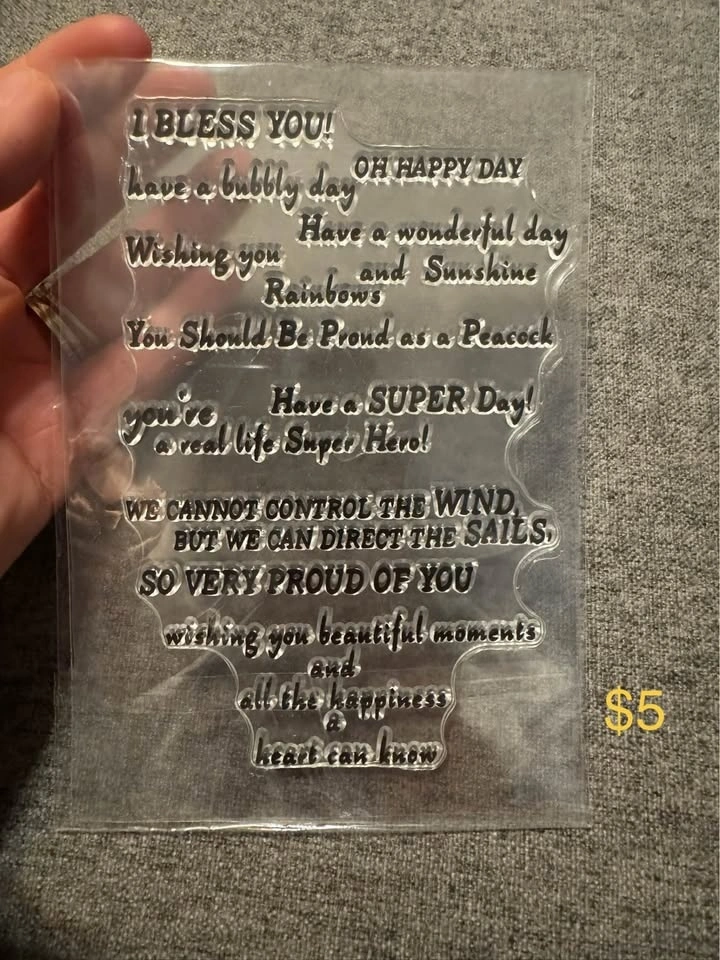 I BLESS YOU!
OH HAPPY DAY
have a bubbly day
Have a wonderful day
Wishing you
and Sunshine
Rainbows
You Should Be Proud as a Peacock
Have a SUPER Day!
you're
a real life Super Hero!
WE CANNOT CONTROL THE WIND,
BUT WE CAN DIRECT THE SAILS.
SO VERY PROUD OF YOU
wishing you beautiful moments
and
all the happiness
a
heart can know
$5